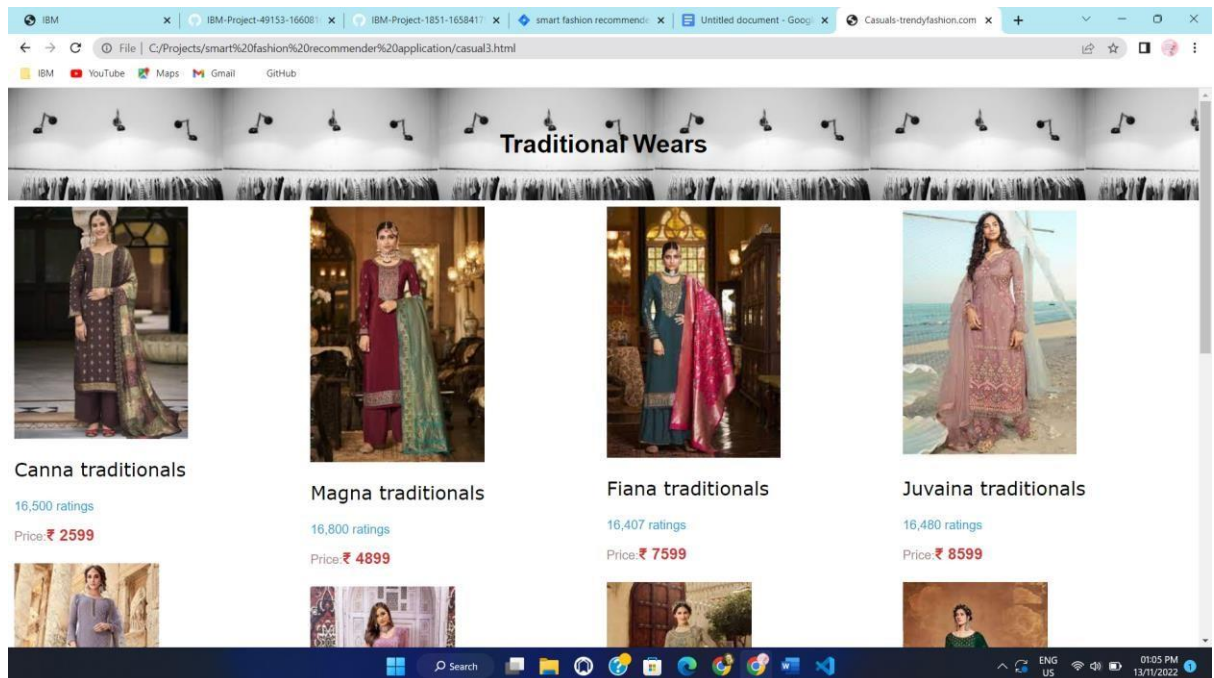 IBM
IBM-Project-49153-16608
IBM-Project-1851-1658417
smart fashion recommende
Untitled document - Goog
Casuals-trendyfashion.com
File | C:/Projects/smart%20fashion%20recommender%20application/casual3.html
IBM YouTube Maps Gmail GitHub
Traditional Wears
Canna traditionals
16,500 ratings
Price:₹ 2599
Magna traditionals
16,800 ratings
Price:₹ 4899
Fiana traditionals
16,407 ratings
Price:₹ 7599
Juvaina traditionals
16,480 ratings
Price:₹ 8599
Search
ENG
US
01:05 PM
13/11/2022
1